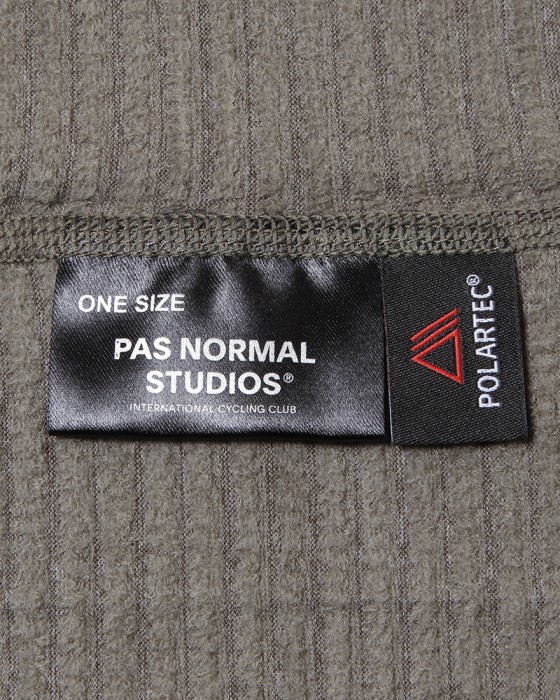 ONE SIZE
PAS NORMAL
STUDIOS®
INTERNATIONAL CYCLING CLUB
POLARTEC®